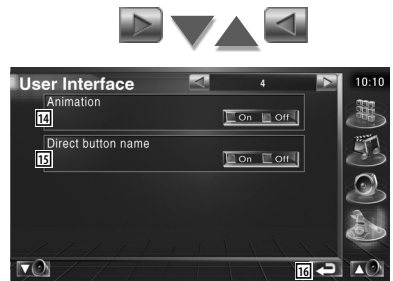 User Interface 4 10:10
Animation
14 On Off
Direct button name
15 On Off
16